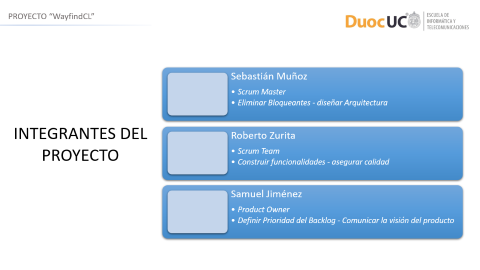 PROYECTO “WayfindCL”
DuocUC
ESCUELA DE
INFORMÁTICA Y
TELECOMUNICACIONES
INTEGRANTES DEL
PROYECTO
Sebastián Muñoz
• Scrum Master
• Eliminar Bloqueantes - diseñar Arquitectura
Roberto Zurita
• Scrum Team
• Construir funcionalidades - asegurar calidad
Samuel Jiménez
• Product Owner
• Definir Prioridad del Backlog - Comunicar la visión del producto